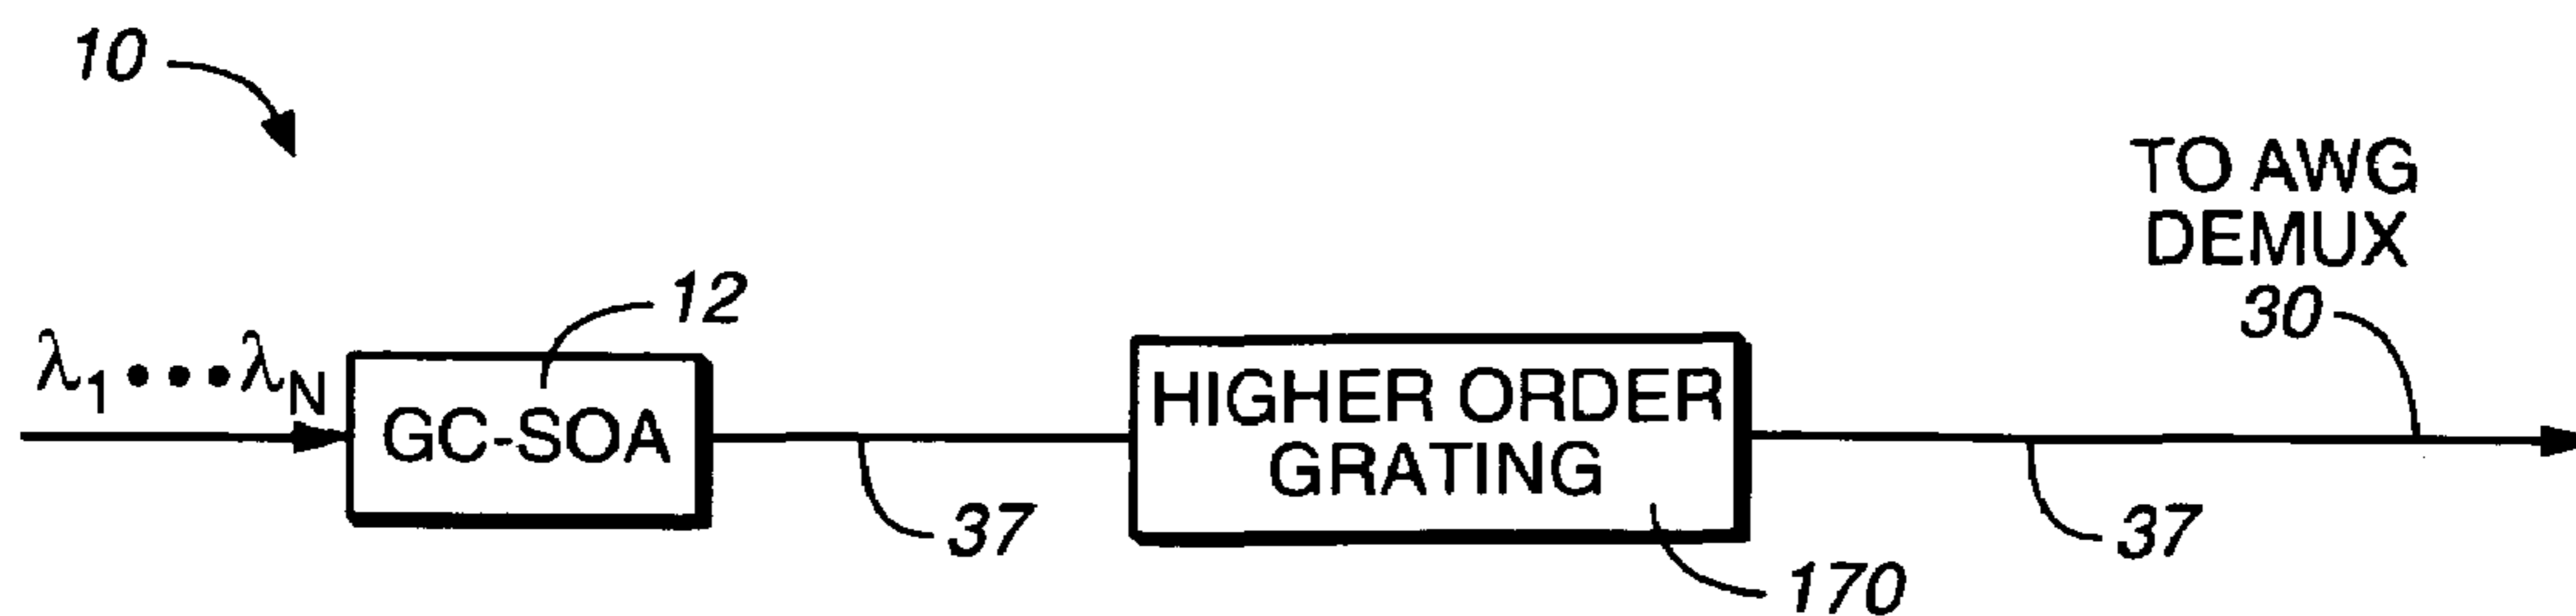 10
TO AWG
DEMUX
30
12
λ1•••λN
GC-SOA
HIGHER ORDER
GRATING
37
37
170